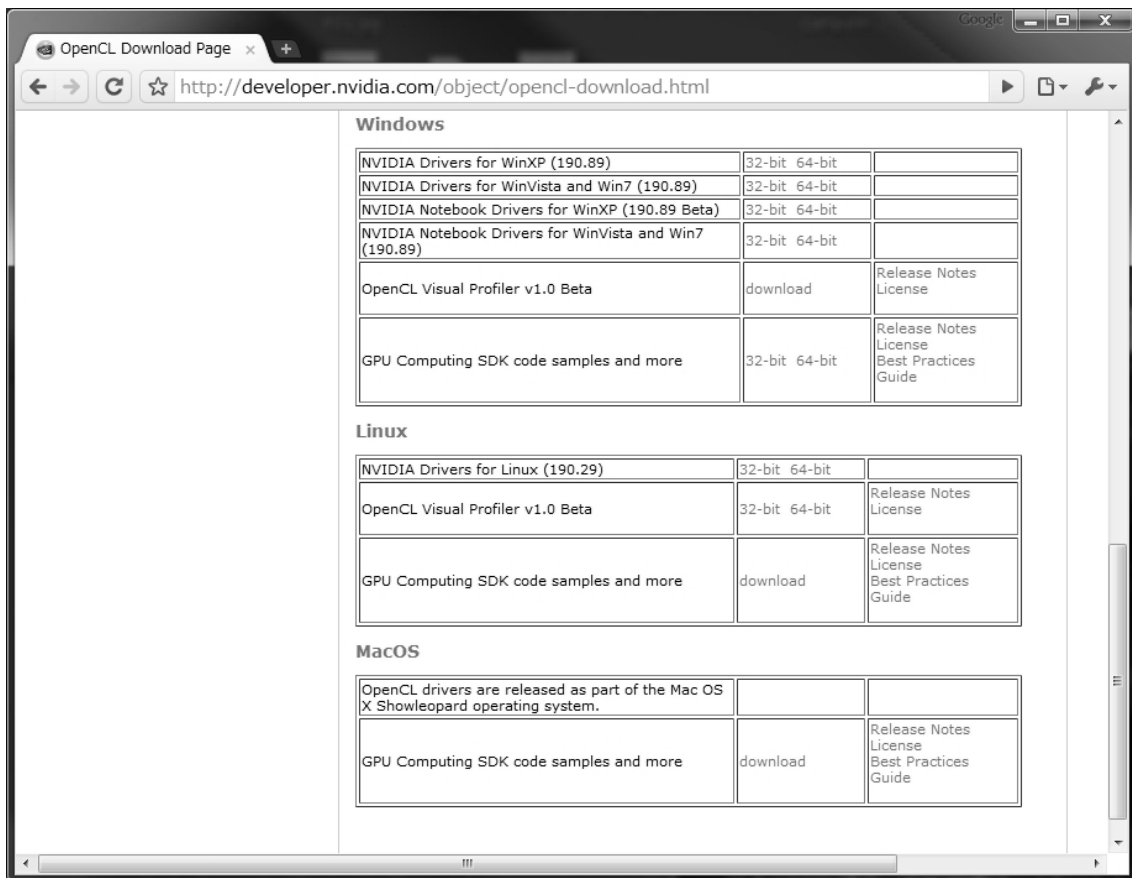 Google
OpenCL Download Page
http://developer.nvidia.com/object/opencl-download.html
Windows
NVIDIA Drivers for WinXP (190.89) 32-bit 64-bit
NVIDIA Drivers for WinVista and Win7 (190.89) 32-bit 64-bit
NVIDIA Notebook Drivers for WinXP (190.89 Beta) 32-bit 64-bit
NVIDIA Notebook Drivers for WinVista and Win7
(190.89)
32-bit 64-bit
OpenCL Visual Profiler v1.0 Beta
download
Release Notes
License
GPU Computing SDK code samples and more
32-bit 64-bit
Release Notes
License
Best Practices
Guide
Linux
NVIDIA Drivers for Linux (190.29) 32-bit 64-bit
OpenCL Visual Profiler v1.0 Beta
32-bit 64-bit
Release Notes
License
GPU Computing SDK code samples and more
download
Release Notes
License
Best Practices
Guide
MacOS
OpenCL drivers are released as part of the Mac OS
X Showleopard operating system.
GPU Computing SDK code samples and more
download
Release Notes
License
Best Practices
Guide